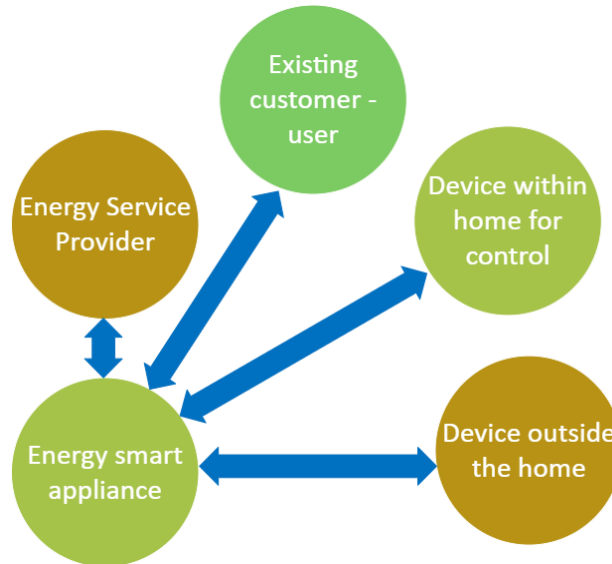 Existing
customer -
user
Energy Service
Provider
Device within
home for
control
Energy smart
appliance
Device outside
the home